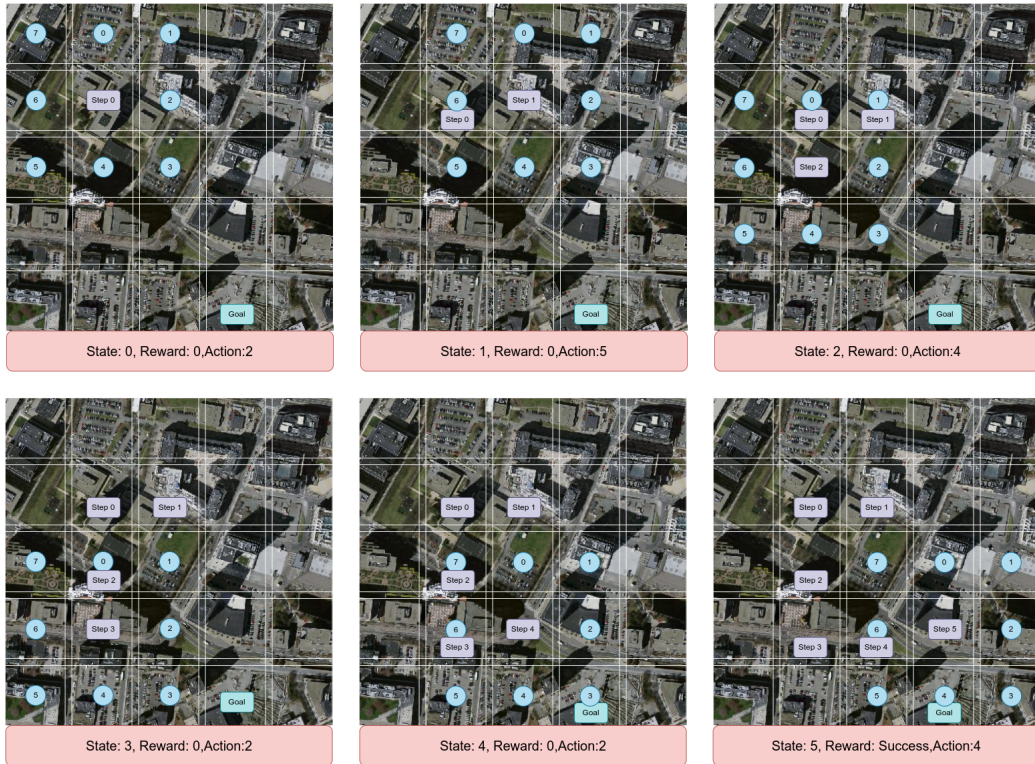 7 0 1
6 Step 0 2
5 4 3
Goal
State: 0, Reward: 0,Action:2
7 0 1
6 Step 1 2
Step 0
5 4 3
Goal
State: 1, Reward: 0,Action:5
7 0 1
Step 0 Step 1
6 Step 2 2
5 4 3
Goal
State: 2, Reward: 0,Action:4
Step 0 Step 1
7 0 1
Step 2
6 Step 3 2
5 4 3
Goal
State: 3, Reward: 0,Action:2
Step 0 Step 1
7 0 1
Step 2
6 Step 4 2
Step 3
5 4 3
Goal
State: 4, Reward: 0,Action:2
Step 0 Step 1
7 0 1
Step 2
6 Step 5 2
Step 3 Step 4
5 4 3
Goal
State: 5, Reward: Success,Action:4